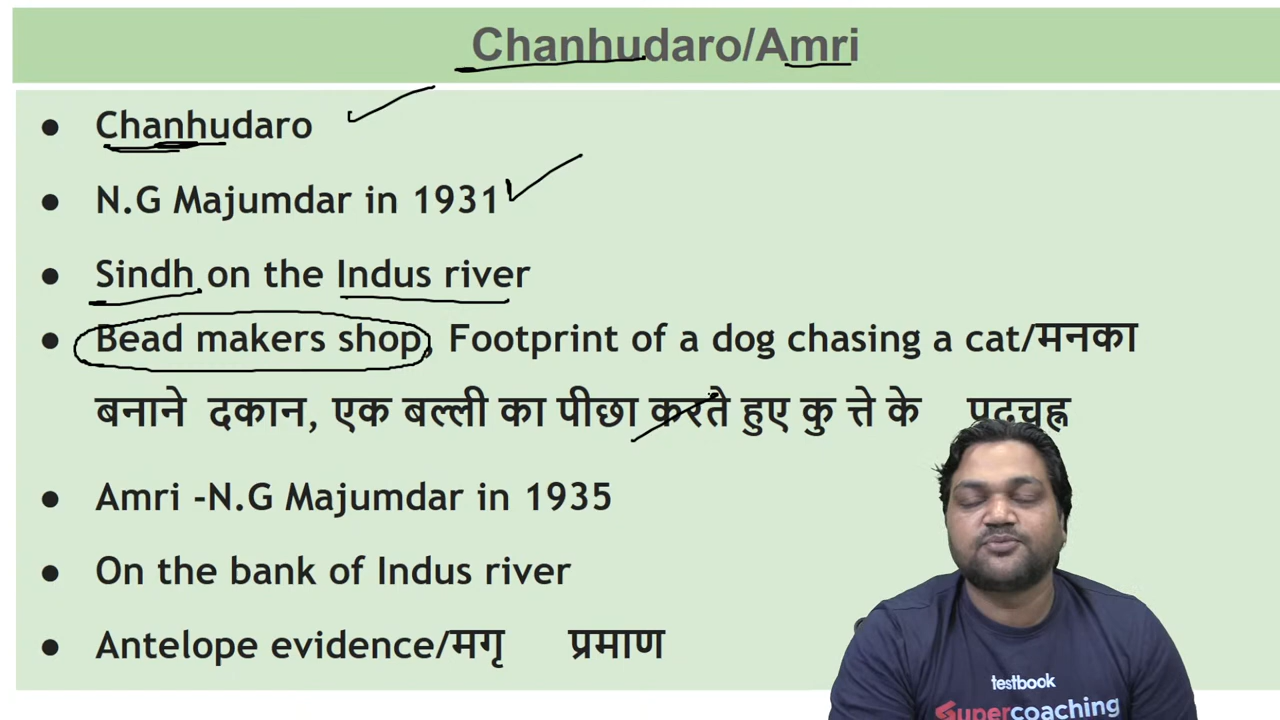 Chanhudaro/Amri
● Chanhudaro
● N.G Majumdar in 1931
● Sindh on the Indus river
● Bead makers shop, Footprint of a dog chasing a cat/मनका
बनाने दकान, एक बल्ली का पीछा करते हुए कु त्ते के पदचह्न
● Amri -N.G Majumdar in 1935
● On the bank of Indus river
● Antelope evidence/मगृ प्रमाण
testbook
Supercoaching